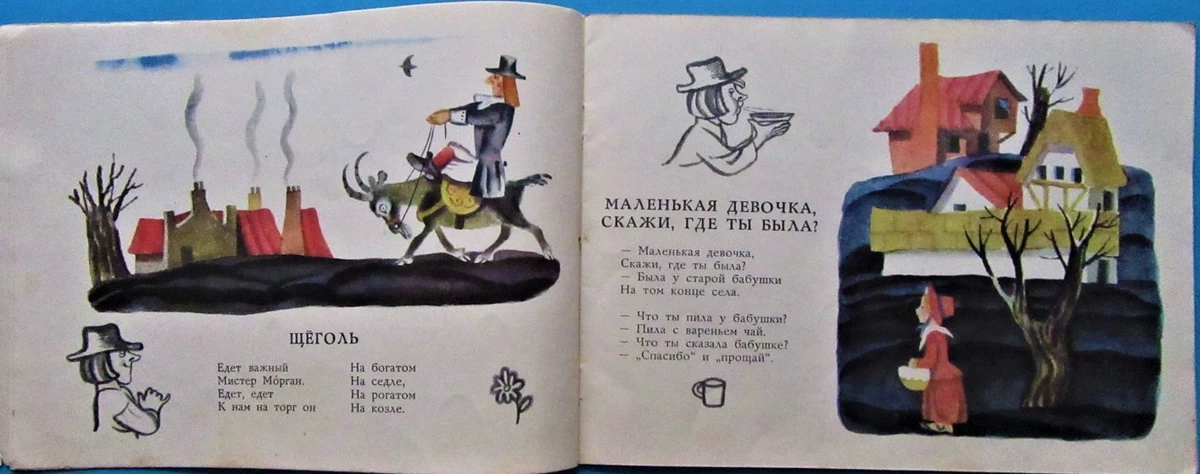 ЩЁГОЛЬ
Едет важный
Мистер Мо́рган.
Едет, едет
К нам на торг он
На богатом
На седле,
На рогатом
На козле.
МАЛЕНЬКАЯ ДЕВОЧКА,
СКАЖИ, ГДЕ ТЫ БЫЛА?
— Маленькая девочка,
Скажи, где ты была?
— Была у старой бабушки
На том конце села.
— Что ты пила у бабушки?
— Пила с вареньем чай.
— Что ты сказала бабушке?
— „Спасибо“ и „прощай“.